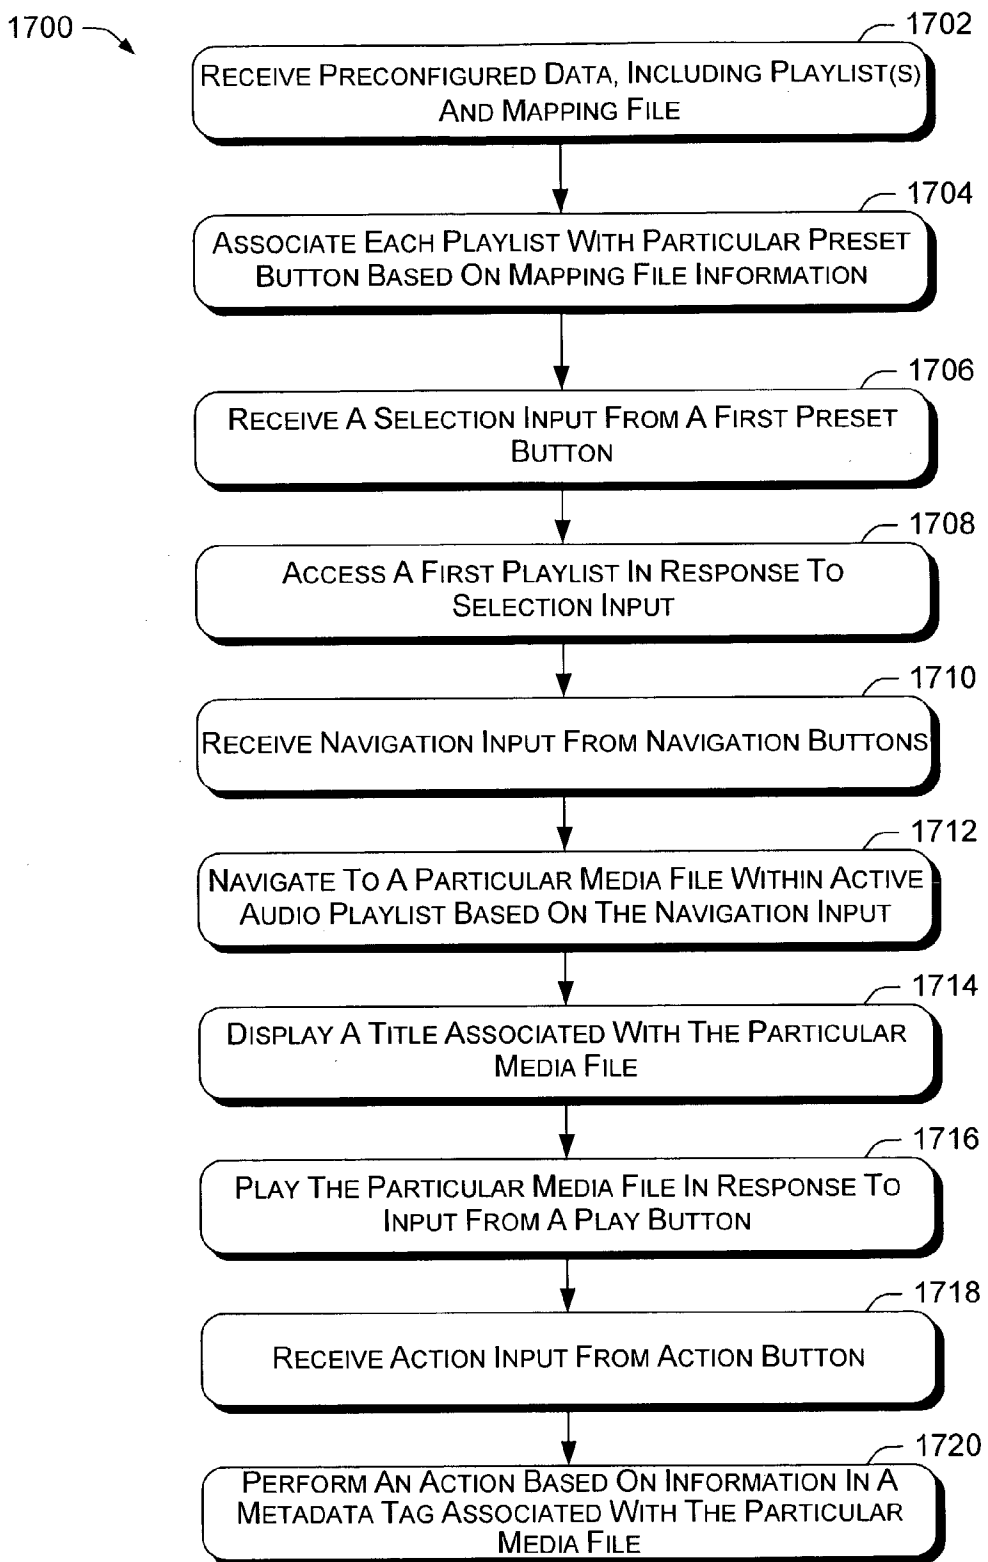 1700
1702
RECEIVE PRECONFIGURED DATA, INCLUDING PLAYLIST(S)
AND MAPPING FILE
1704
ASSOCIATE EACH PLAYLIST WITH PARTICULAR PRESET
BUTTON BASED ON MAPPING FILE INFORMATION
1706
RECEIVE A SELECTION INPUT FROM A FIRST PRESET
BUTTON
1708
ACCESS A FIRST PLAYLIST IN RESPONSE TO
SELECTION INPUT
1710
RECEIVE NAVIGATION INPUT FROM NAVIGATION BUTTONS
1712
NAVIGATE TO A PARTICULAR MEDIA FILE WITHIN ACTIVE
AUDIO PLAYLIST BASED ON THE NAVIGATION INPUT
1714
DISPLAY A TITLE ASSOCIATED WITH THE PARTICULAR
MEDIA FILE
1716
PLAY THE PARTICULAR MEDIA FILE IN RESPONSE TO
INPUT FROM A PLAY BUTTON
1718
RECEIVE ACTION INPUT FROM ACTION BUTTON
1720
PERFORM AN ACTION BASED ON INFORMATION IN A
METADATA TAG ASSOCIATED WITH THE PARTICULAR
MEDIA FILE